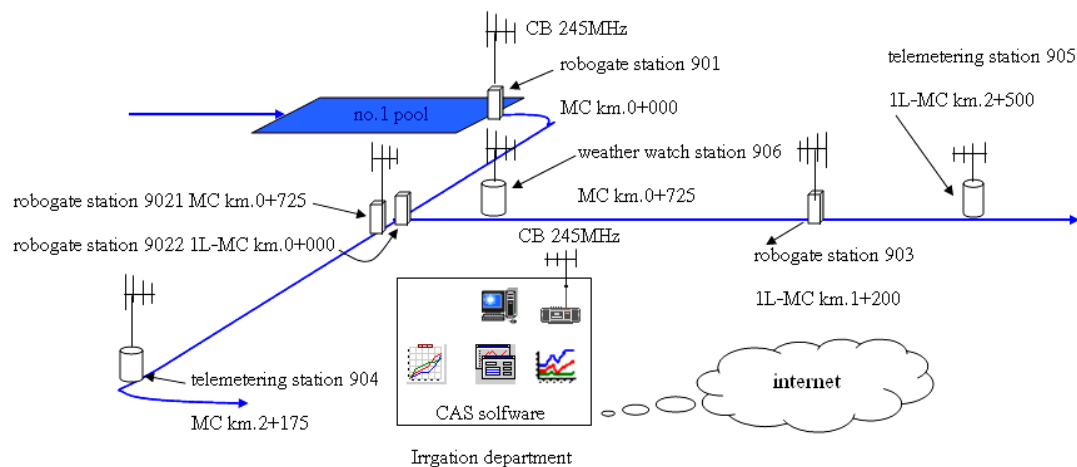 CB 245MHz
robogate station 901
telemetering station 905
1L-MC km.2+500
no.1 pool
MC km.0+000
weather watch station 906
robogate station 9021 MC km.0+725
MC km.0+725
robogate station 9022 1L-MC km.0+000
CB 245MHz
robogate station 903
1L-MC km.1+200
telemetering station 904
internet
MC km.2+175
CAS solfware
Irrgation department